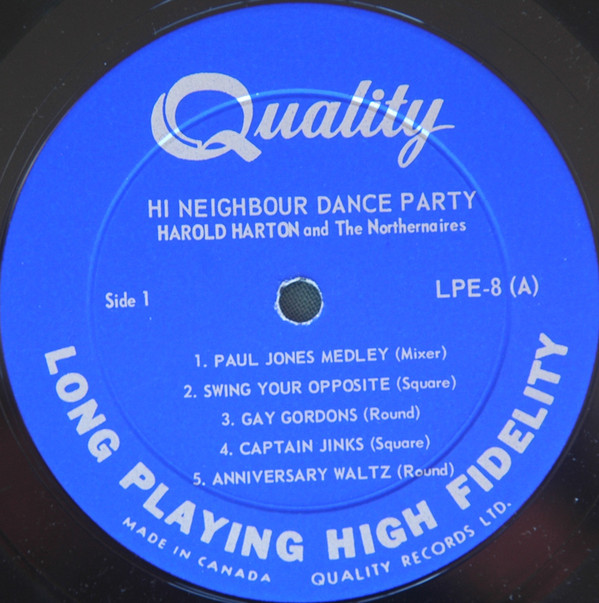 Quality
HI NEIGHBOUR DANCE PARTY
HAROLD HARTON and The Northernaires
Side 1
LPE-8 (A)
1. PAUL JONES MEDLEY (Mixer)
2. SWING YOUR OPPOSITE (Square)
3. GAY GORDONS (Round)
4. CAPTAIN JINKS (Square)
5. ANNIVERSARY WALTZ (Round)
LONG PLAYING HIGH FIDELITY
MADE IN CANADA QUALITY RECORDS LTD.